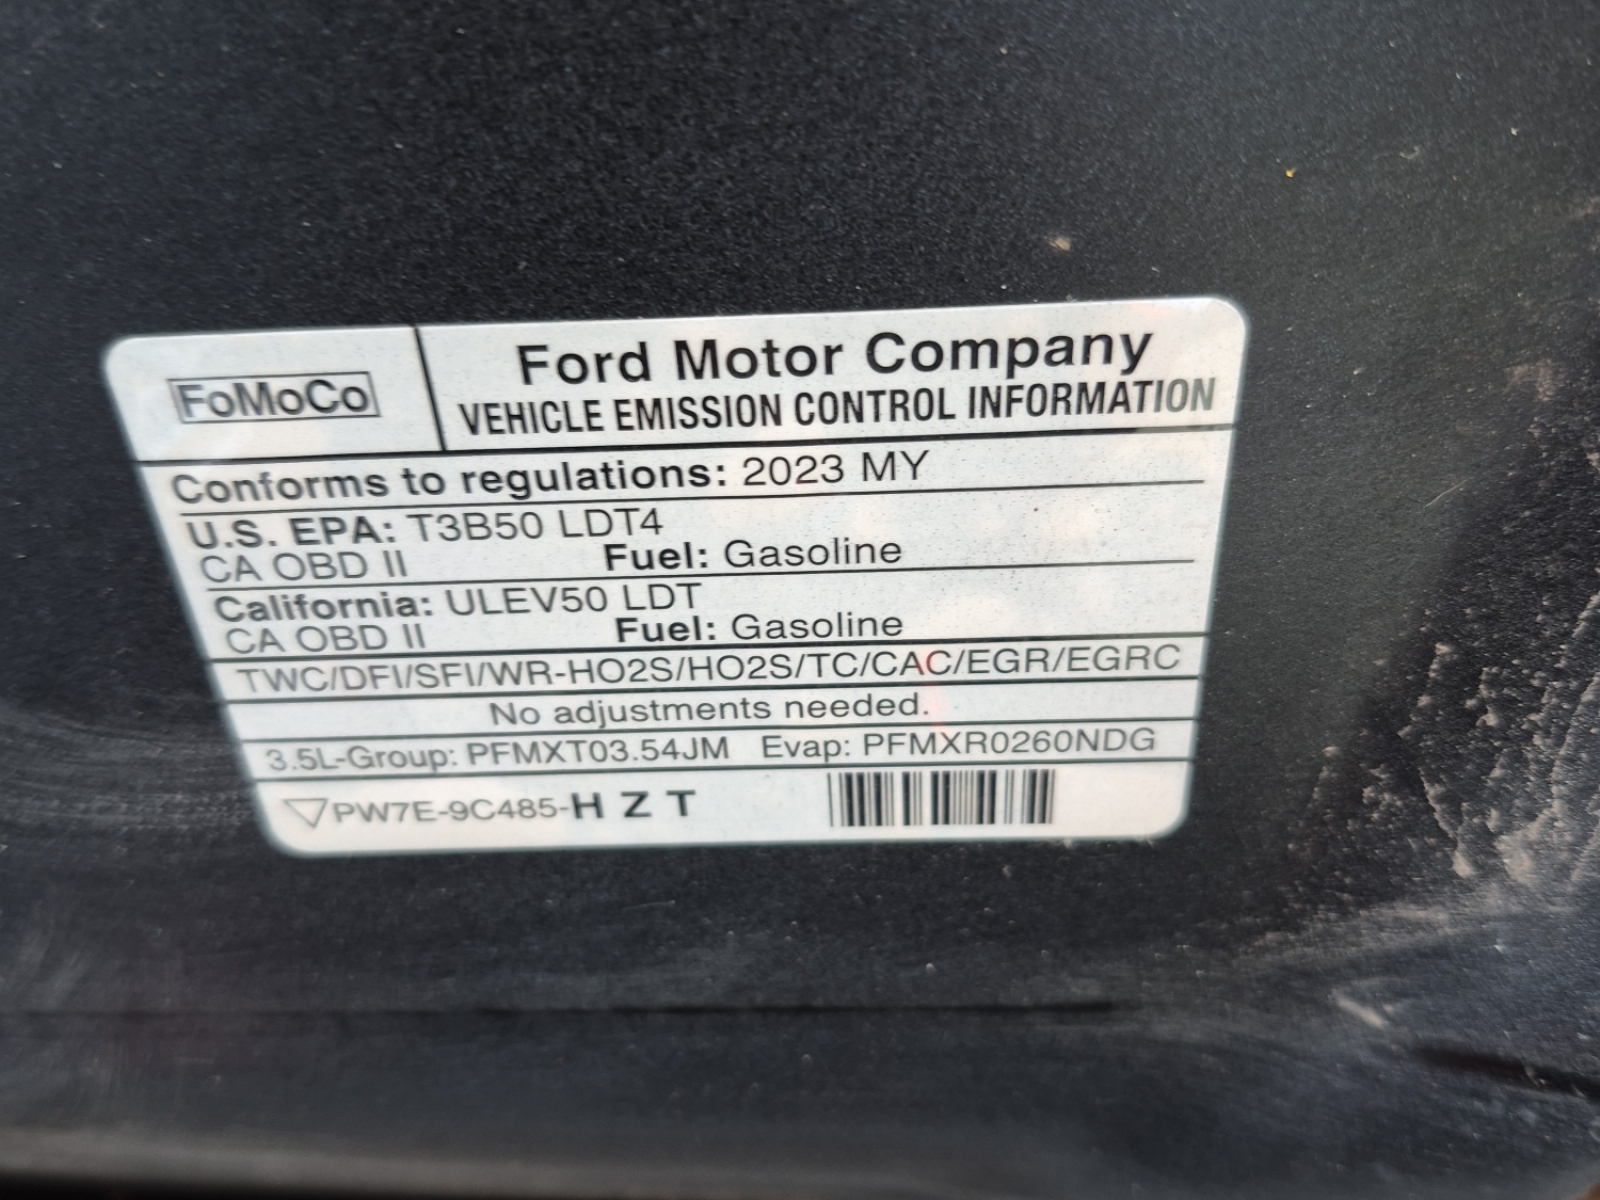 FoMoCo
Ford Motor Company
VEHICLE EMISSION CONTROL INFORMATION
Conforms to regulations: 2023 MY
U.S. EPA: T3B50 LDT4
CA OBD II Fuel: Gasoline
California: ULEV50 LDT
CA OBD II Fuel: Gasoline
TWC/DFI/SFI/WR-HO2S/HO2S/TC/CAC/EGR/EGRC
No adjustments needed.
3.5L-Group: PFMXT03.54JM Evap: PFMXR0260NDG
PW7E-9C485-H Z T